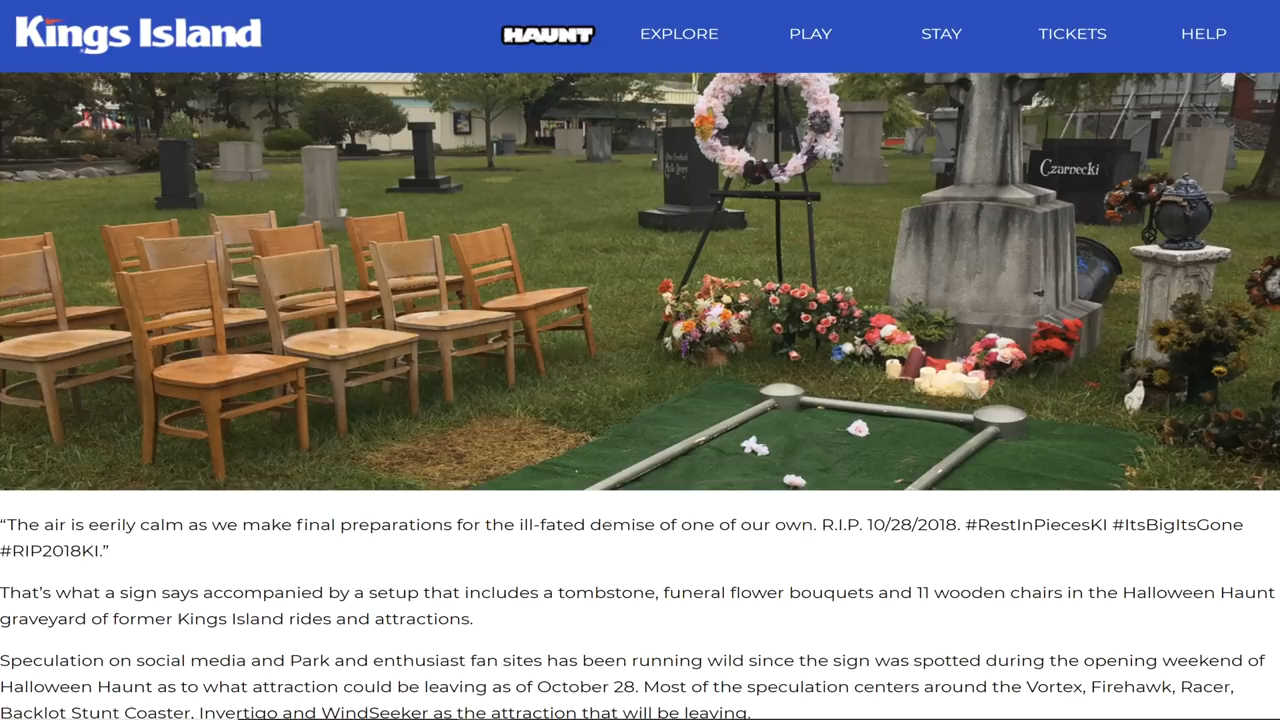 Kings Island
HAUNT EXPLORE PLAY STAY TICKETS HELP
Czarnecki
“The air is eerily calm as we make final preparations for the ill-fated demise of one of our own. R.I.P. 10/28/2018. #RestInPiecesKI #ItsBigItsGone
#RIP2018KI.”
That’s what a sign says accompanied by a setup that includes a tombstone, funeral flower bouquets and 11 wooden chairs in the Halloween Haunt
graveyard of former Kings Island rides and attractions.
Speculation on social media and Park and enthusiast fan sites has been running wild since the sign was spotted during the opening weekend of
Halloween Haunt as to what attraction could be leaving as of October 28. Most of the speculation centers around the Vortex, Firehawk, Racer,
Backlot Stunt Coaster, Invertigo and WindSeeker as the attraction that will be leaving.